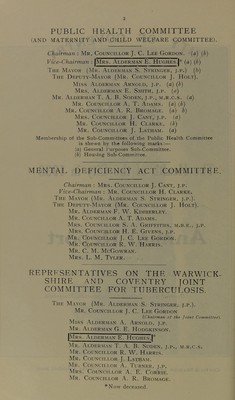 2
PUBLIC HEALTH COMMITTEE
(AND MATERNITY AND CHILD WELFARE COMMITTEE).
Chairman: MR. COUNCILLOR J. C. LEE GORDON. (a) (b)
Vice-Chairman: MRS. ALDERMAN E. HUGHES.* (a) (b)
THE MAYOR (MR. ALDERMAN S. STRINGER, J.P.) (b)
THE DEPUTY-MAYOR (MR. COUNCILLOR J. HOLT).
MISS ALDERMAN ARNOLD, J.P. (a) (b)
MRS. ALDERMAN E. SMITH, J.P. (a)
MR. ALDERMAN T. A. B. SODEN, J.P., (a)
MR. COUNCILLOR A. T. ADAMS. (a) (b)
MR. COUNCILLOR A. R. BROMAGE. (a) (b)
MRS. COUNCILLOR J. CANT, J.P. (a)
MR. COUNCILLOR H. CLARKE. (b)
MR. COUNCILLOR J. LATHAM. (a)
Membership of the Sub-Committees of the Public Health Committee
is shown by the following marks:—
(a) General Purposes Sub-Committee.
(b) Housing Sub-Committee.
MENTAL DEFICIENCY ACT COMMITTEE.
Chairman: MRS. COUNCILLOR J. CANT, J.P.
Vice-Chairman: MR. COUNCILLOR H. CLARKE.
THE MAYOR (MR. ALDERMAN S. STRINGER, J.P.)
THE DEPUTY-MAYOR (MR. COUNCILLOR J. HOLT).
MR. ALDERMAN F. W. KIMBERLEY.
MR. COUNCILLOR A. T. ADAMS.
MRS. COUNCILLOR S. A. GRIFFITHS, M.B.E., J.P.
MRS. COUNCILLOR H. E. GIVENS, J.P.
MR. COUNCILLOR J. C. LEE GORDON.
MR. COUNCILLOR R. W. HARRIS.
MR. C. M. MCGOWRAN.
MRS. L. M. TYLER.
REPRESENTATIVES ON THE WARWICK-
SHIRE AND COVENTRY JOINT
COMMITTEE FOR TUBERCULOSIS.
THE MAYOR (MR. ALDERMAN S. STRINGER, J.P.).
MR. COUNCILLOR J. C. LEE GORDON
(Chairman of the Joint Committee).
MISS ALDERMAN A. ARNOLD, J.P.
MR. ALDERMAN G. E. HODGKINSON.
MRS. ALDERMAN E. HUGHES.*
MR. ALDERMAN T. A. B. SODEN, J.P.,
MR. COUNCILLOR R. W. HARRIS.
MR. COUNCILLOR J. LATHAM.
MR. COUNCILLOR A. TURNER, J.P.
MRS. COUNCILLOR A. E. CORRIE.
MR. COUNCILLOR A. R. BROMAGE.
*Now deceased.